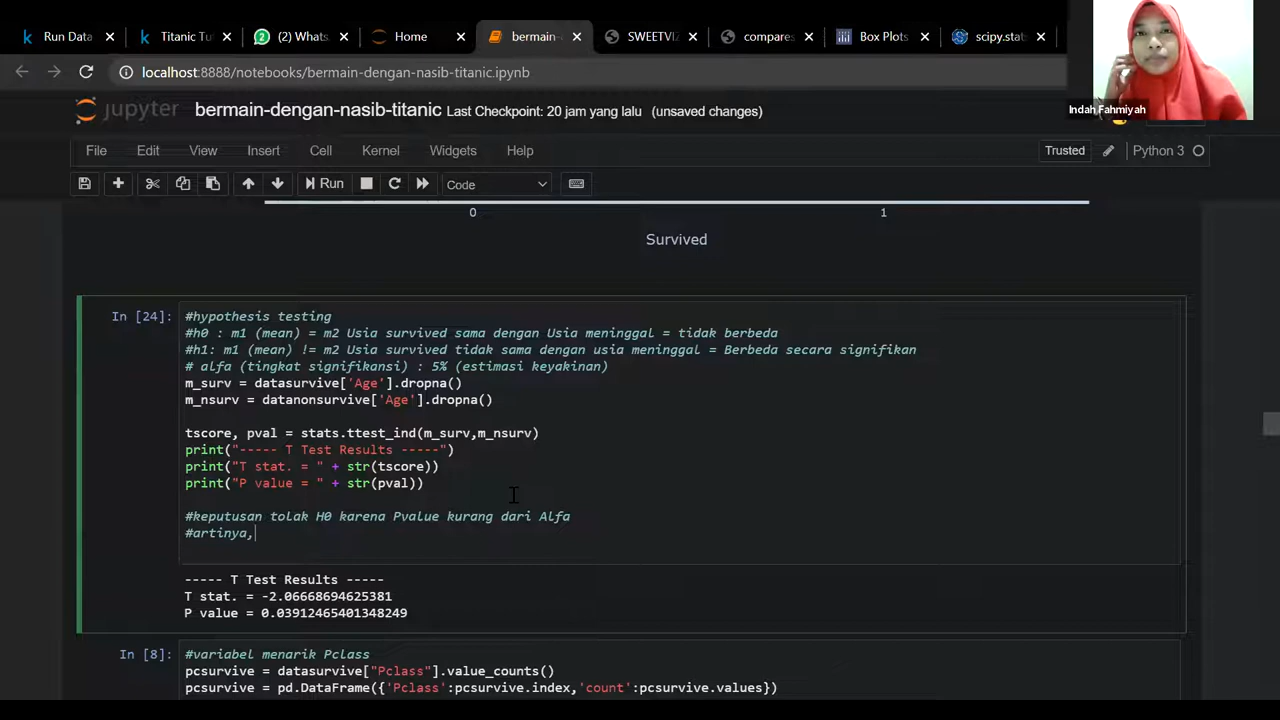 Run Data
Titanic Tut
(2) Whats
Home
bermain-
SWEETVIZ
compares
Box Plots
scipy.stats
localhost:8888/notebooks/bermain-dengan-nasib-titanic.ipynb
Indah Fahmiyah
jupyter
bermain-dengan-nasib-titanic Last Checkpoint: 20 jam yang lalu (unsaved changes)
File Edit View Insert Cell Kernel Widgets Help
Trusted
Python 3
Run
Code
0 1
Survived
In [24]:
#hypothesis testing
#h0 : m1 (mean) = m2 Usia survived sama dengan Usia meninggal = tidak berbeda
#h1: m1 (mean) != m2 Usia survived tidak sama dengan usia meninggal = Berbeda secara signifikan
# alfa (tingkat signifikansi) : 5% (estimasi keyakinan)
m_surv = datasurvive['Age'].dropna()
m_nsurv = datanonsurvive['Age'].dropna()
tscore, pval = stats.ttest_ind(m_surv,m_nsurv)
print("----- T Test Results -----")
print("T stat. = " + str(tscore))
print("P value = " + str(pval))
#keputusan tolak H0 karena Pvalue kurang dari Alfa
#artinya,
----- T Test Results -----
T stat. = -2.06668694625381
P value = 0.03912465401348249
In [8]:
#variabel menarik Pclass
pcsurvive = datasurvive["Pclass"].value_counts()
pcsurvive = pd.DataFrame({'Pclass':pcsurvive.index,'count':pcsurvive.values})